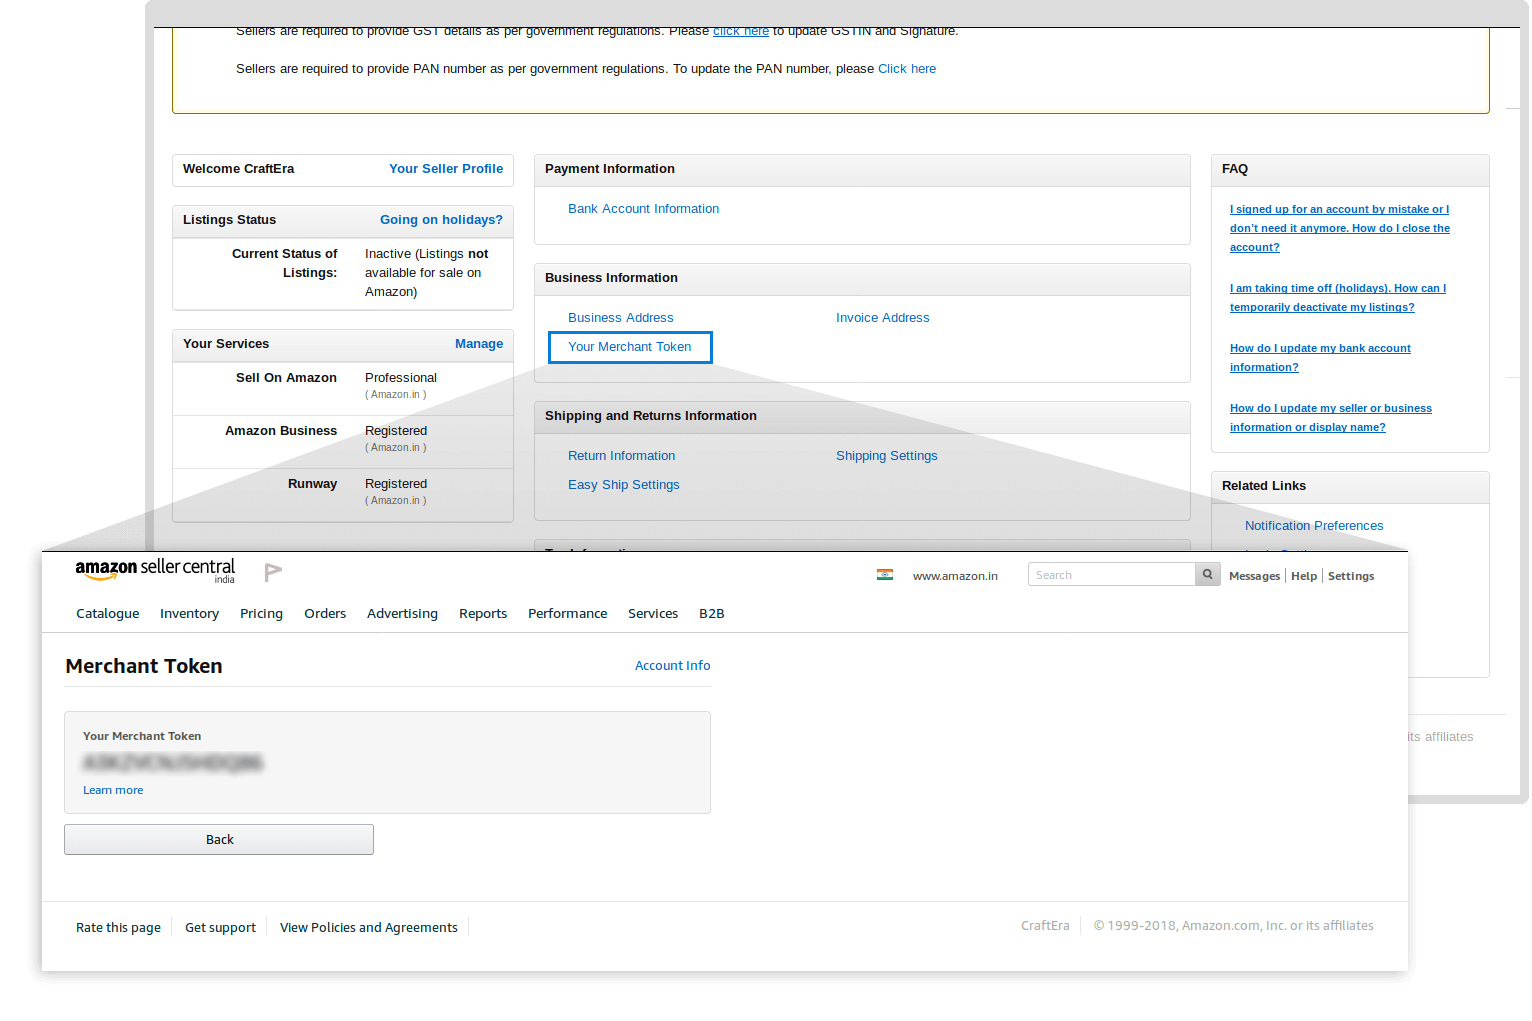 Sellers are required to provide GST details as per government regulations. Please click here to update GSTIN and Signature.
Sellers are required to provide PAN number as per government regulations. To update the PAN number, please Click here
Welcome CraftEra
Your Seller Profile
Listings Status
Going on holidays?
Current Status of
Listings:
Inactive (Listings not
available for sale on
Amazon)
Your Services
Manage
Sell On Amazon
Professional
( Amazon.in )
Amazon Business
Registered
( Amazon.in )
Runway
Registered
( Amazon.in )
Payment Information
Bank Account Information
Business Information
Business Address
Invoice Address
Your Merchant Token
Shipping and Returns Information
Return Information
Shipping Settings
Easy Ship Settings
FAQ
I signed up for an account by mistake or I
don't need it anymore. How do I close the
account?
I am taking time off (holidays). How can I
temporarily deactivate my listings?
How do I update my bank account
information?
How do I update my seller or business
information or display name?
Related Links
Notification Preferences
its affiliates
amazon seller central
india
www.amazon.in
Search
Messages
Help
Settings
Catalogue
Inventory
Pricing
Orders
Advertising
Reports
Performance
Services
B2B
Merchant Token
Account Info
Your Merchant Token
Learn more
Back
Rate this page
Get support
View Policies and Agreements
CraftEra
© 1999-2018, Amazon.com, Inc. or its affiliates